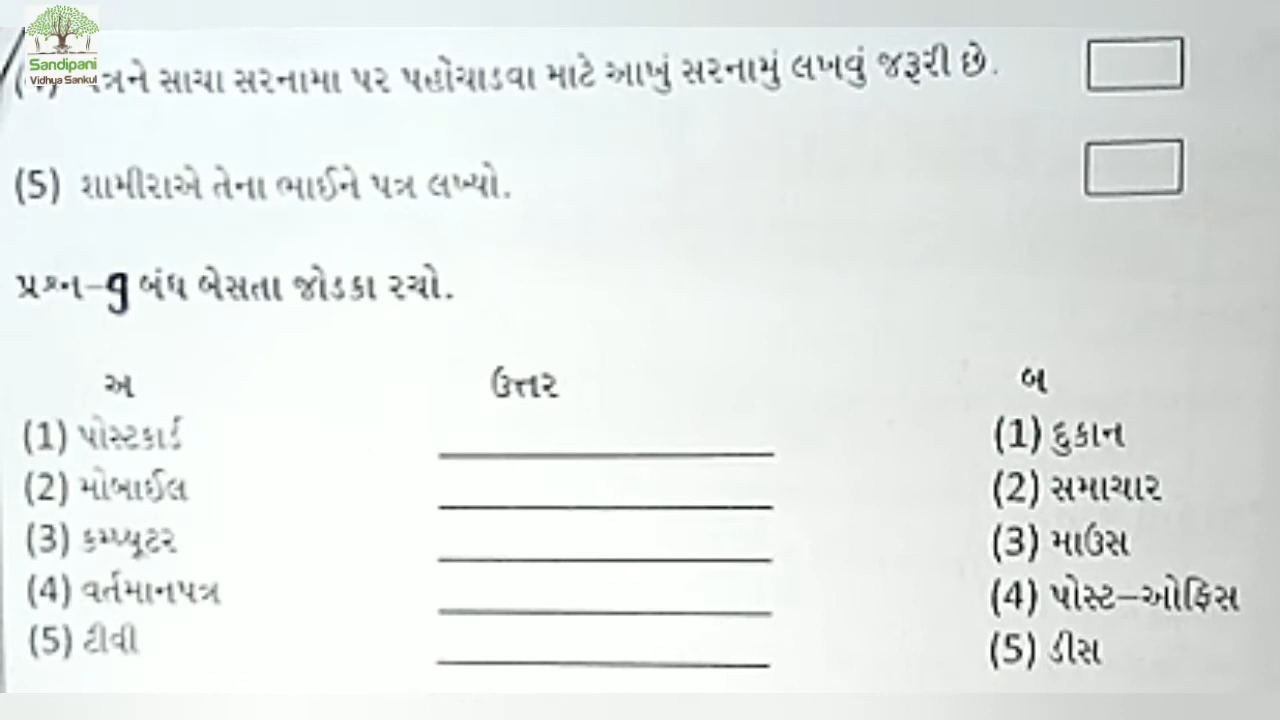 Sandipani
Vidhya Sankul
પત્રને સાચા સરનામા પર પહોંચાડવા માટે આખું સરનામું લખવું જરૂરી છે.
(5) શામીરાએ તેના ભાઈને પત્ર લખ્યો.
પ્રશ્ન-9 બંધ બેસતા જોડકા રચો.
અ ઉત્તર બ
(1) પોસ્ટકાર્ડ (1) દુકાન
(2) મોબાઈલ (2) સમાચાર
(3) કમ્પ્યૂટર (3) માઉસ
(4) વર્તમાનપત્ર (4) પોસ્ટ-ઓફિસ
(5) ટીવી (5) ડીસ